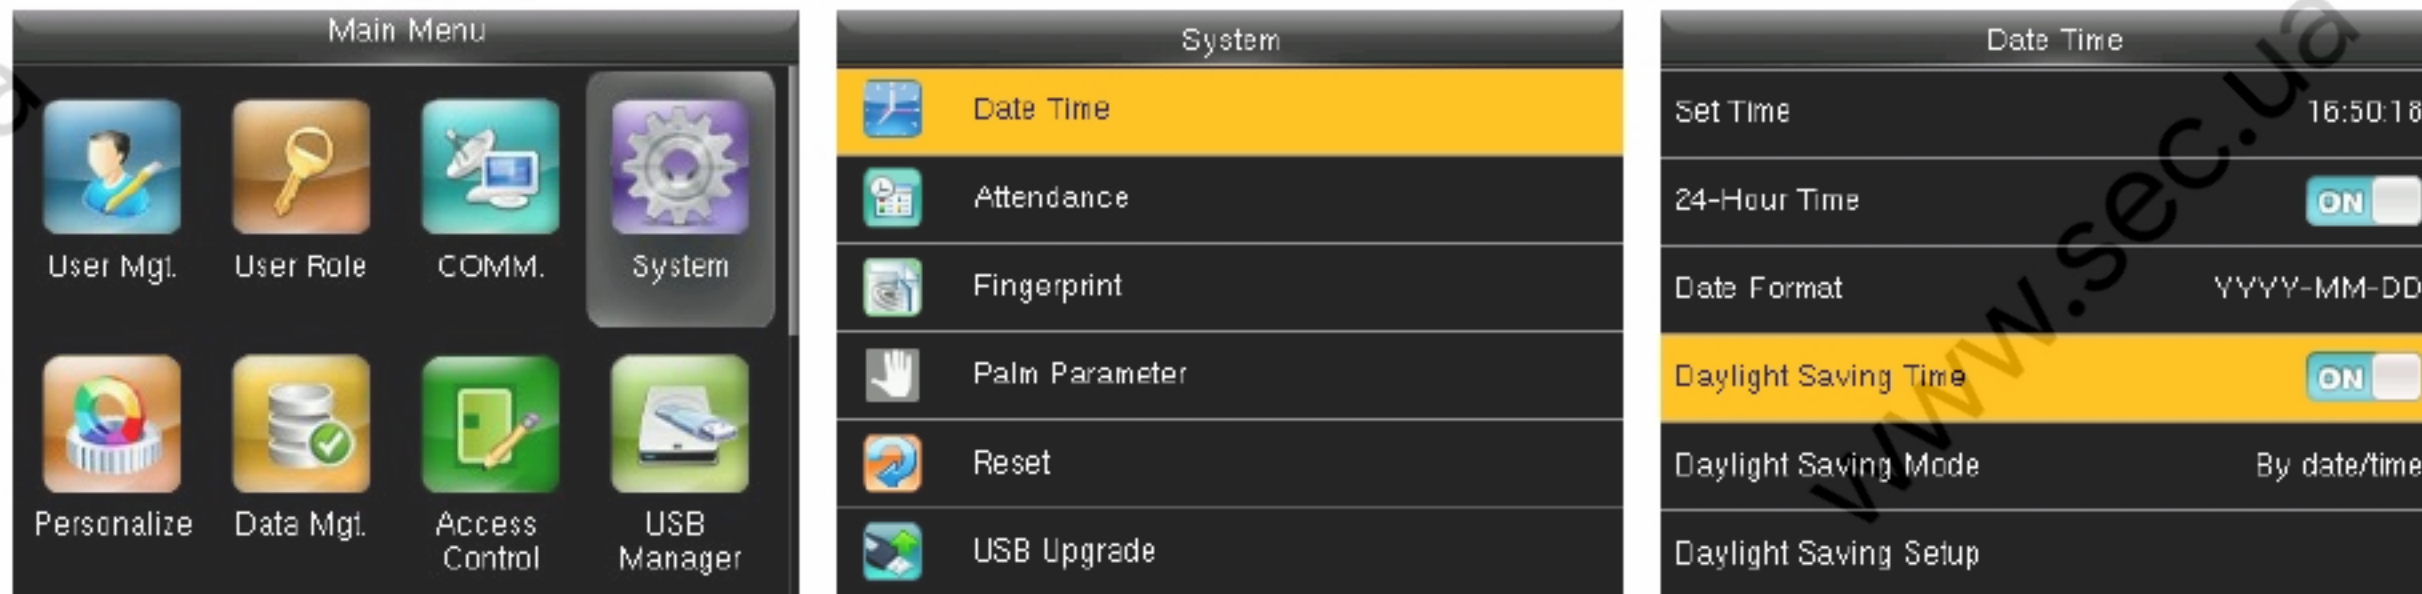 Main Menu
User Mgt.
User Role
COMM.
System
Personalize
Data Mgt.
Access
Control
USB
Manager
System
Date Time
Attendance
Fingerprint
Palm Parameter
Reset
USB Upgrade
Date Time
Set Time 16:50:18
24-Hour Time ON
Date Format YYYY-MM-DD
Daylight Saving Time ON
Daylight Saving Mode By date/time
Daylight Saving Setup
www.sec.ua